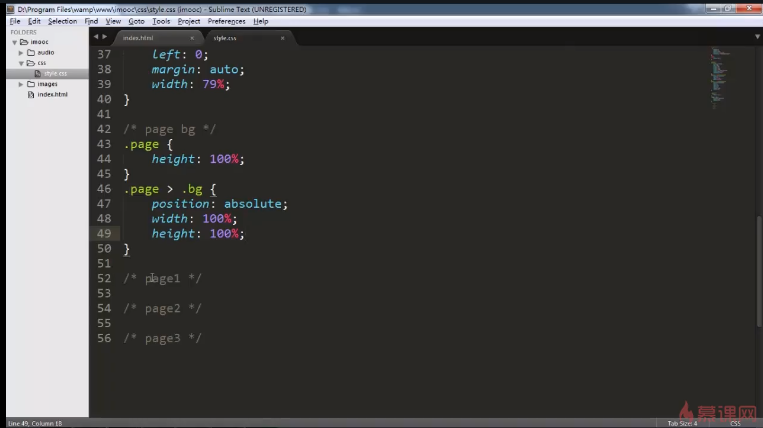 D:\Program Files\wamp\www\imooc\css\style.css (imooc) - Sublime Text (UNREGISTERED)
File Edit Selection Find View Goto Tools Project Preferences Help
FOLDERS
imooc
audio
css
style.css
images
index.html
index.html × style.css ×
37 left: 0;
38 margin: auto;
39 width: 79%;
40 }
41
42 /* page bg */
43 .page {
44 height: 100%;
45 }
46 .page > .bg {
47 position: absolute;
48 width: 100%;
49 height: 100%;
50 }
51
52 /* page1 */
53
54 /* page2 */
55
56 /* page3 */
慕课网
Line 49, Column 18 Tab Size: 4 CSS